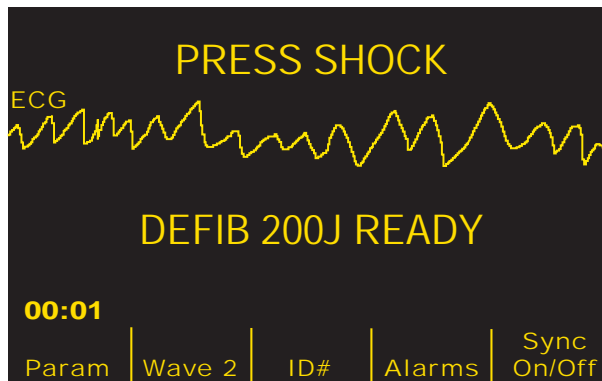 PRESS SHOCK
ECG
DEFIB 200J READY
00:01
Param Wave 2 ID# Alarms Sync On/Off